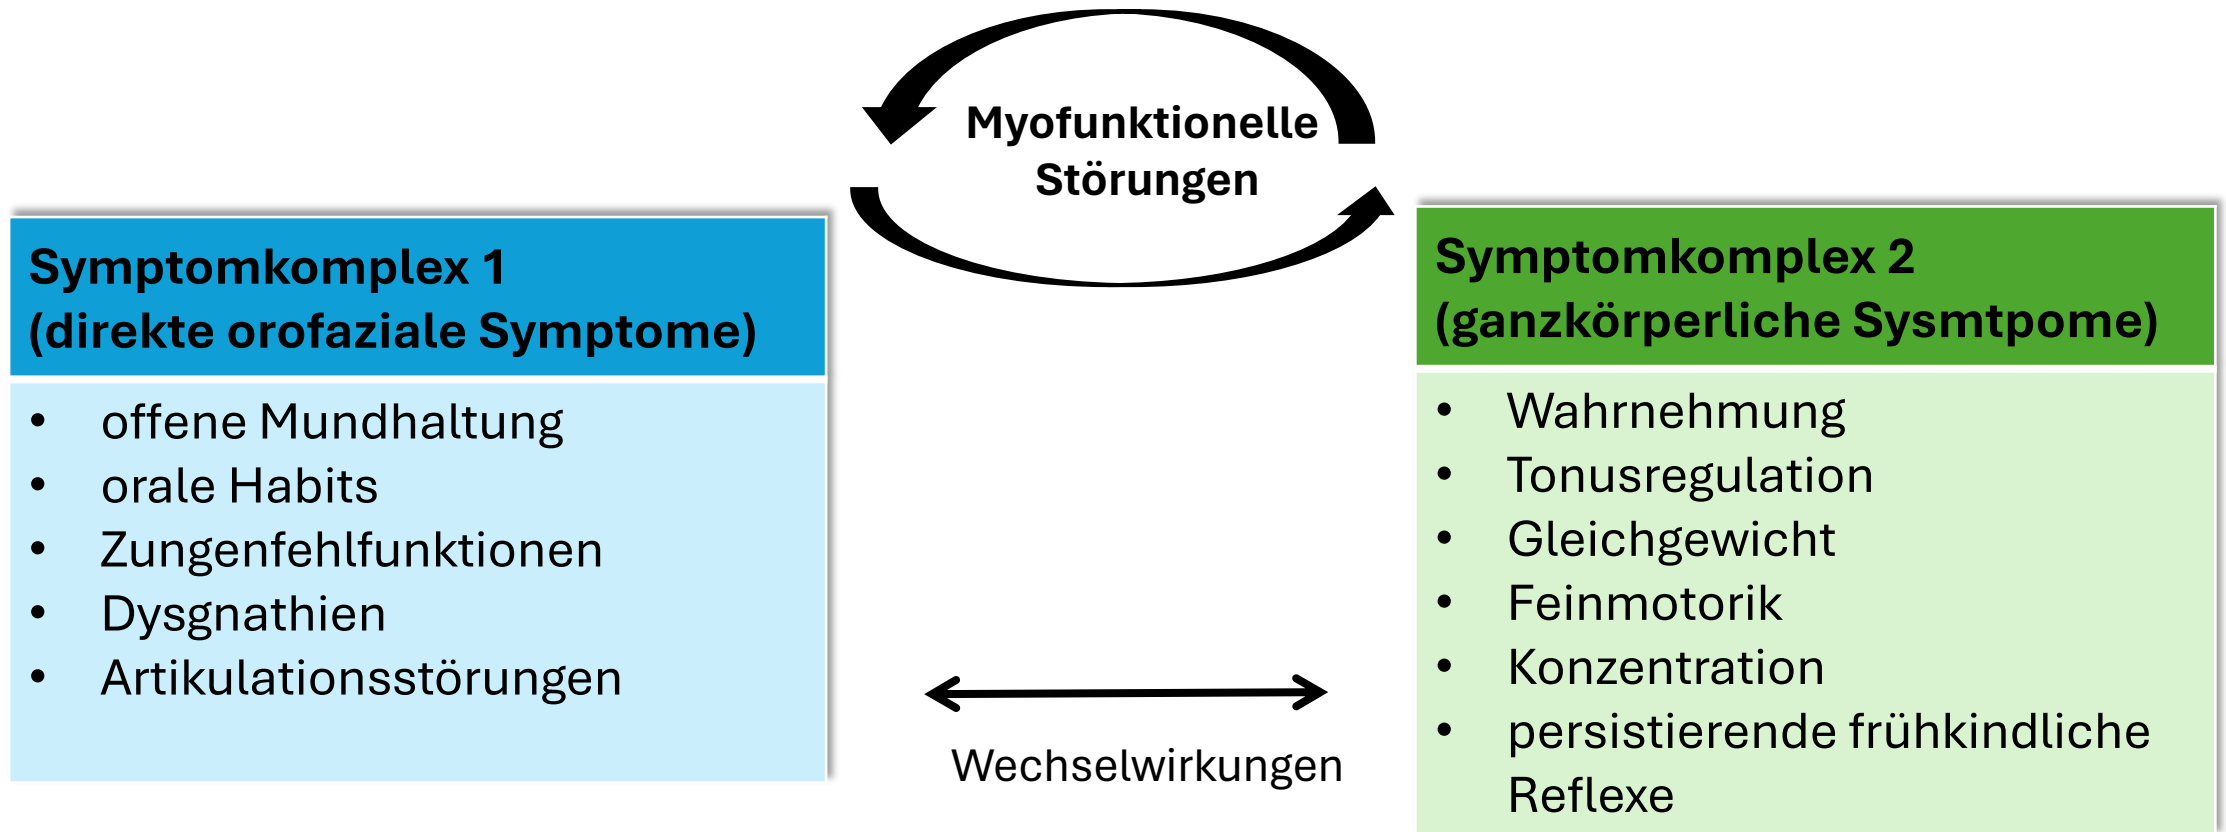 Myofunktionelle
Störungen
Symptomkomplex 1
(direkte orofaziale Symptome)
• offene Mundhaltung
• orale Habits
• Zungenfehlfunktionen
• Dysgnathien
• Artikulationsstörungen
Wechselwirkungen
Symptomkomplex 2
(ganzkörperliche Sysmtpome)
• Wahrnehmung
• Tonusregulation
• Gleichgewicht
• Feinmotorik
• Konzentration
• persistierende frühkindliche
Reflexe